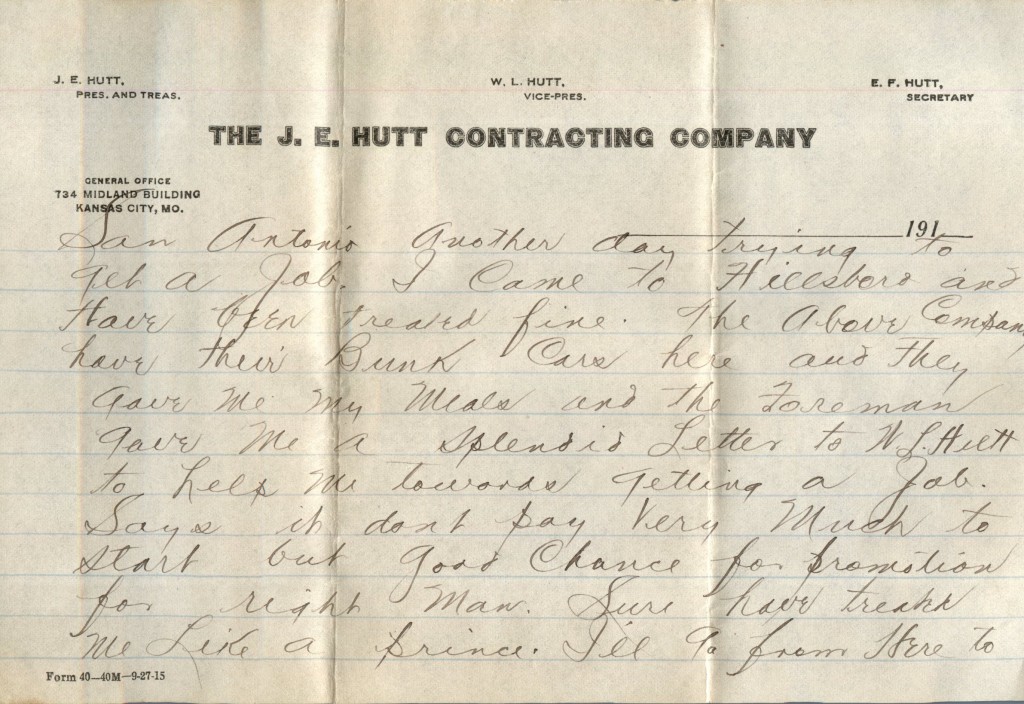 J. E. HUTT,
PRES. AND TREAS.
W. L. HUTT,
VICE-PRES.
E. F. HUTT,
SECRETARY
THE J. E. HUTT CONTRACTING COMPANY
GENERAL OFFICE
734 MIDLAND BUILDING
KANSAS CITY, MO.
191
San Antonio Another day trying to
get a Job. I Came to Hillsboro and
Have been treated fine. The Above Company
have their Bunk Cars here and they
gave Me My Meals and the Foreman
gave Me a splendid Letter to W. L. Hutt
to help Me towards getting a Job.
Says it dont pay Very Much to
start but good Chance for promotion
for right Man. Sure have treated
Me Like a prince. I'll go from Here to
Form 40—40M—9-27-15